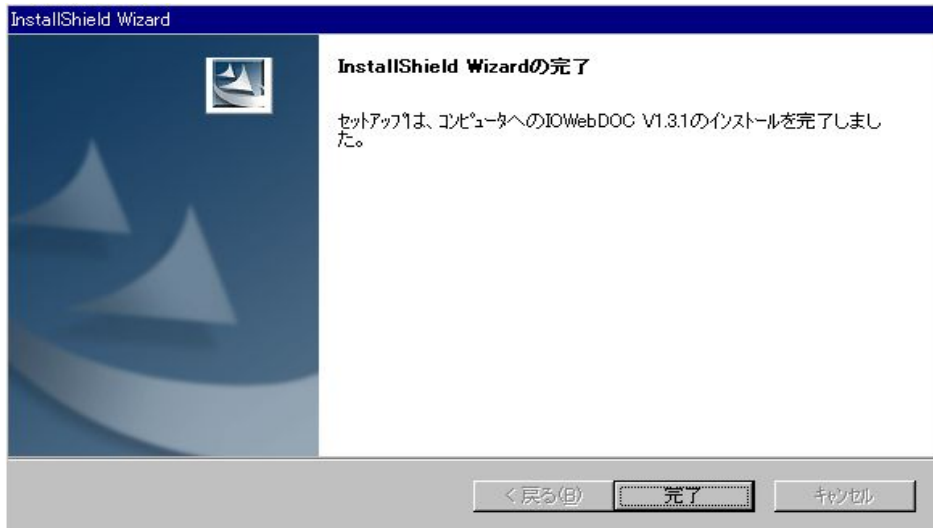 InstallShield Wizard
InstallShield Wizardの完了
ｾｯﾄｱｯﾌﾟは、ｺﾝﾋﾟｭｰﾀへのIOWebDOC V1.3.1のｲﾝｽﾄｰﾙを完了しまし
た。
< 戻る(B)
完了
ｷｬﾝｾﾙ